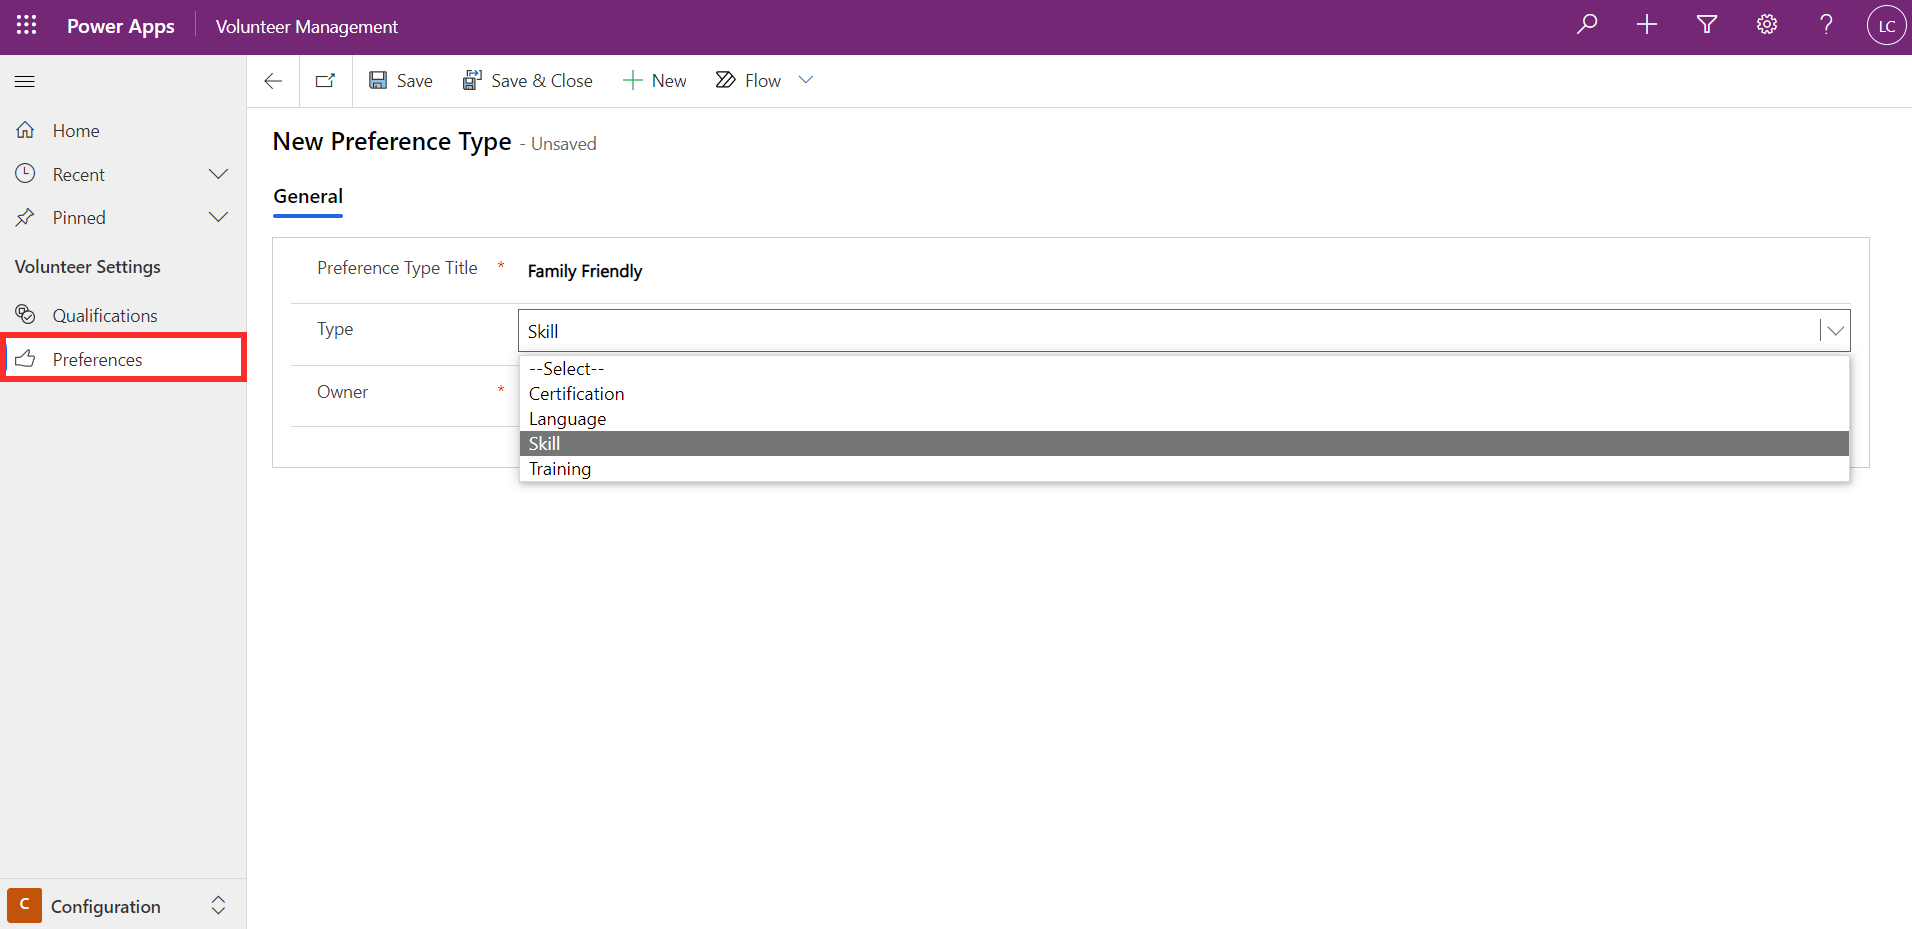 Power Apps Volunteer Management LC
Save Save & Close New Flow
Home
Recent
Pinned
Volunteer Settings
Qualifications
Preferences
New Preference Type - Unsaved
General
Preference Type Title * Family Friendly
Type Skill
Owner *
--Select--
Certification
Language
Skill
Training
C Configuration